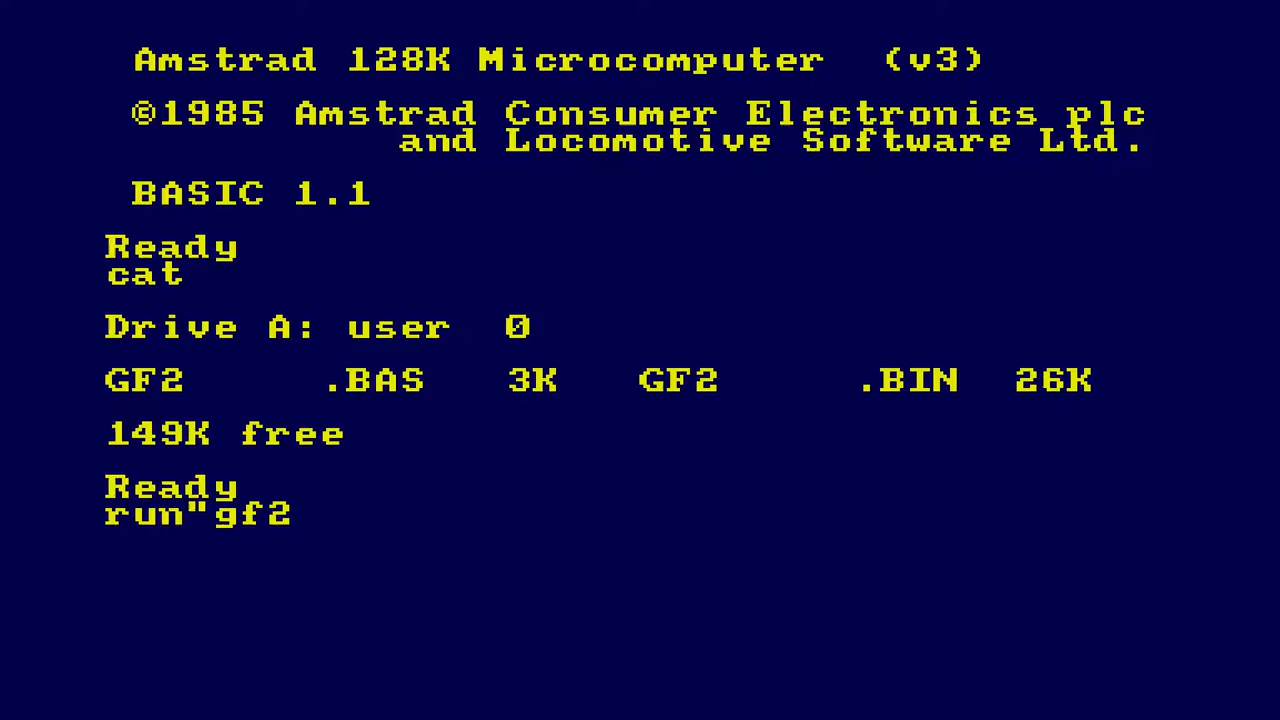 Amstrad 128K Microcomputer (v3)
©1985 Amstrad Consumer Electronics plc
and Locomotive Software Ltd.
BASIC 1.1
Ready
cat
Drive A: user 0
GF2 .BAS 3K GF2 .BIN 26K
149K free
Ready
run"gf2